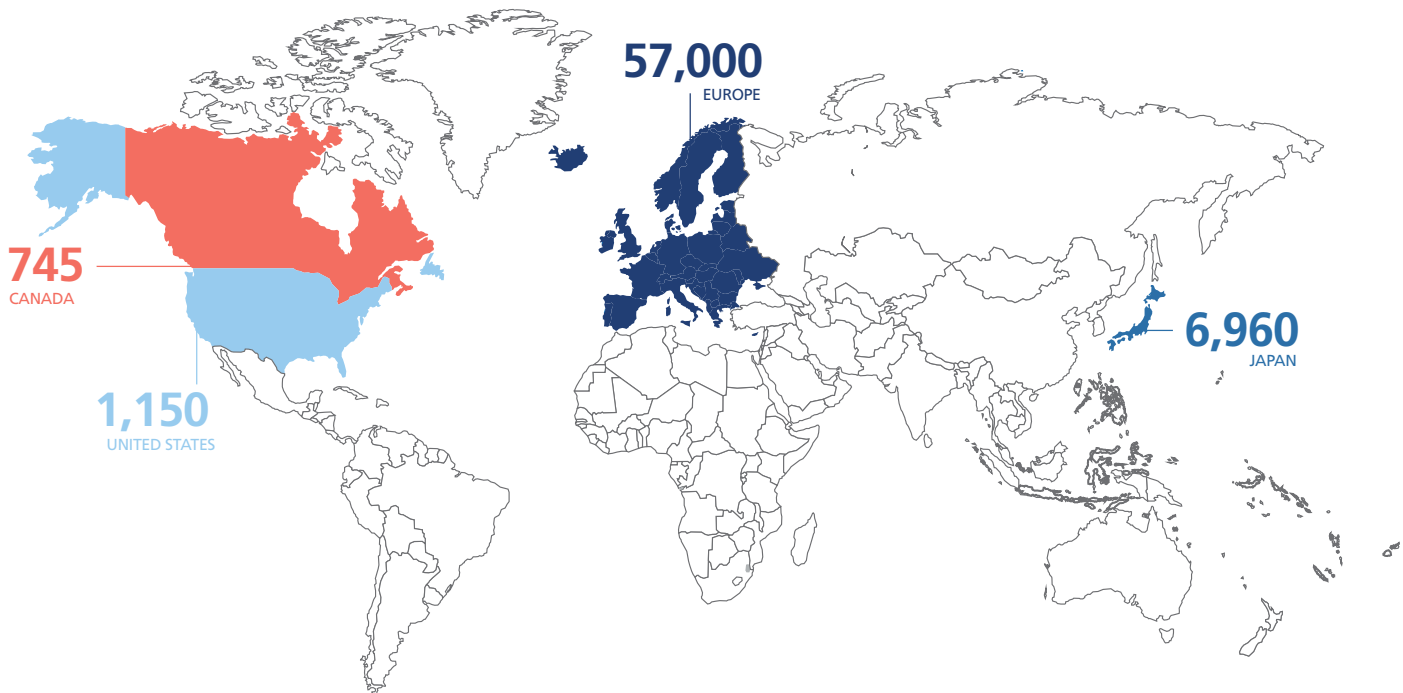 57,000
EUROPE
745
CANADA
6,960
JAPAN
1,150
UNITED STATES